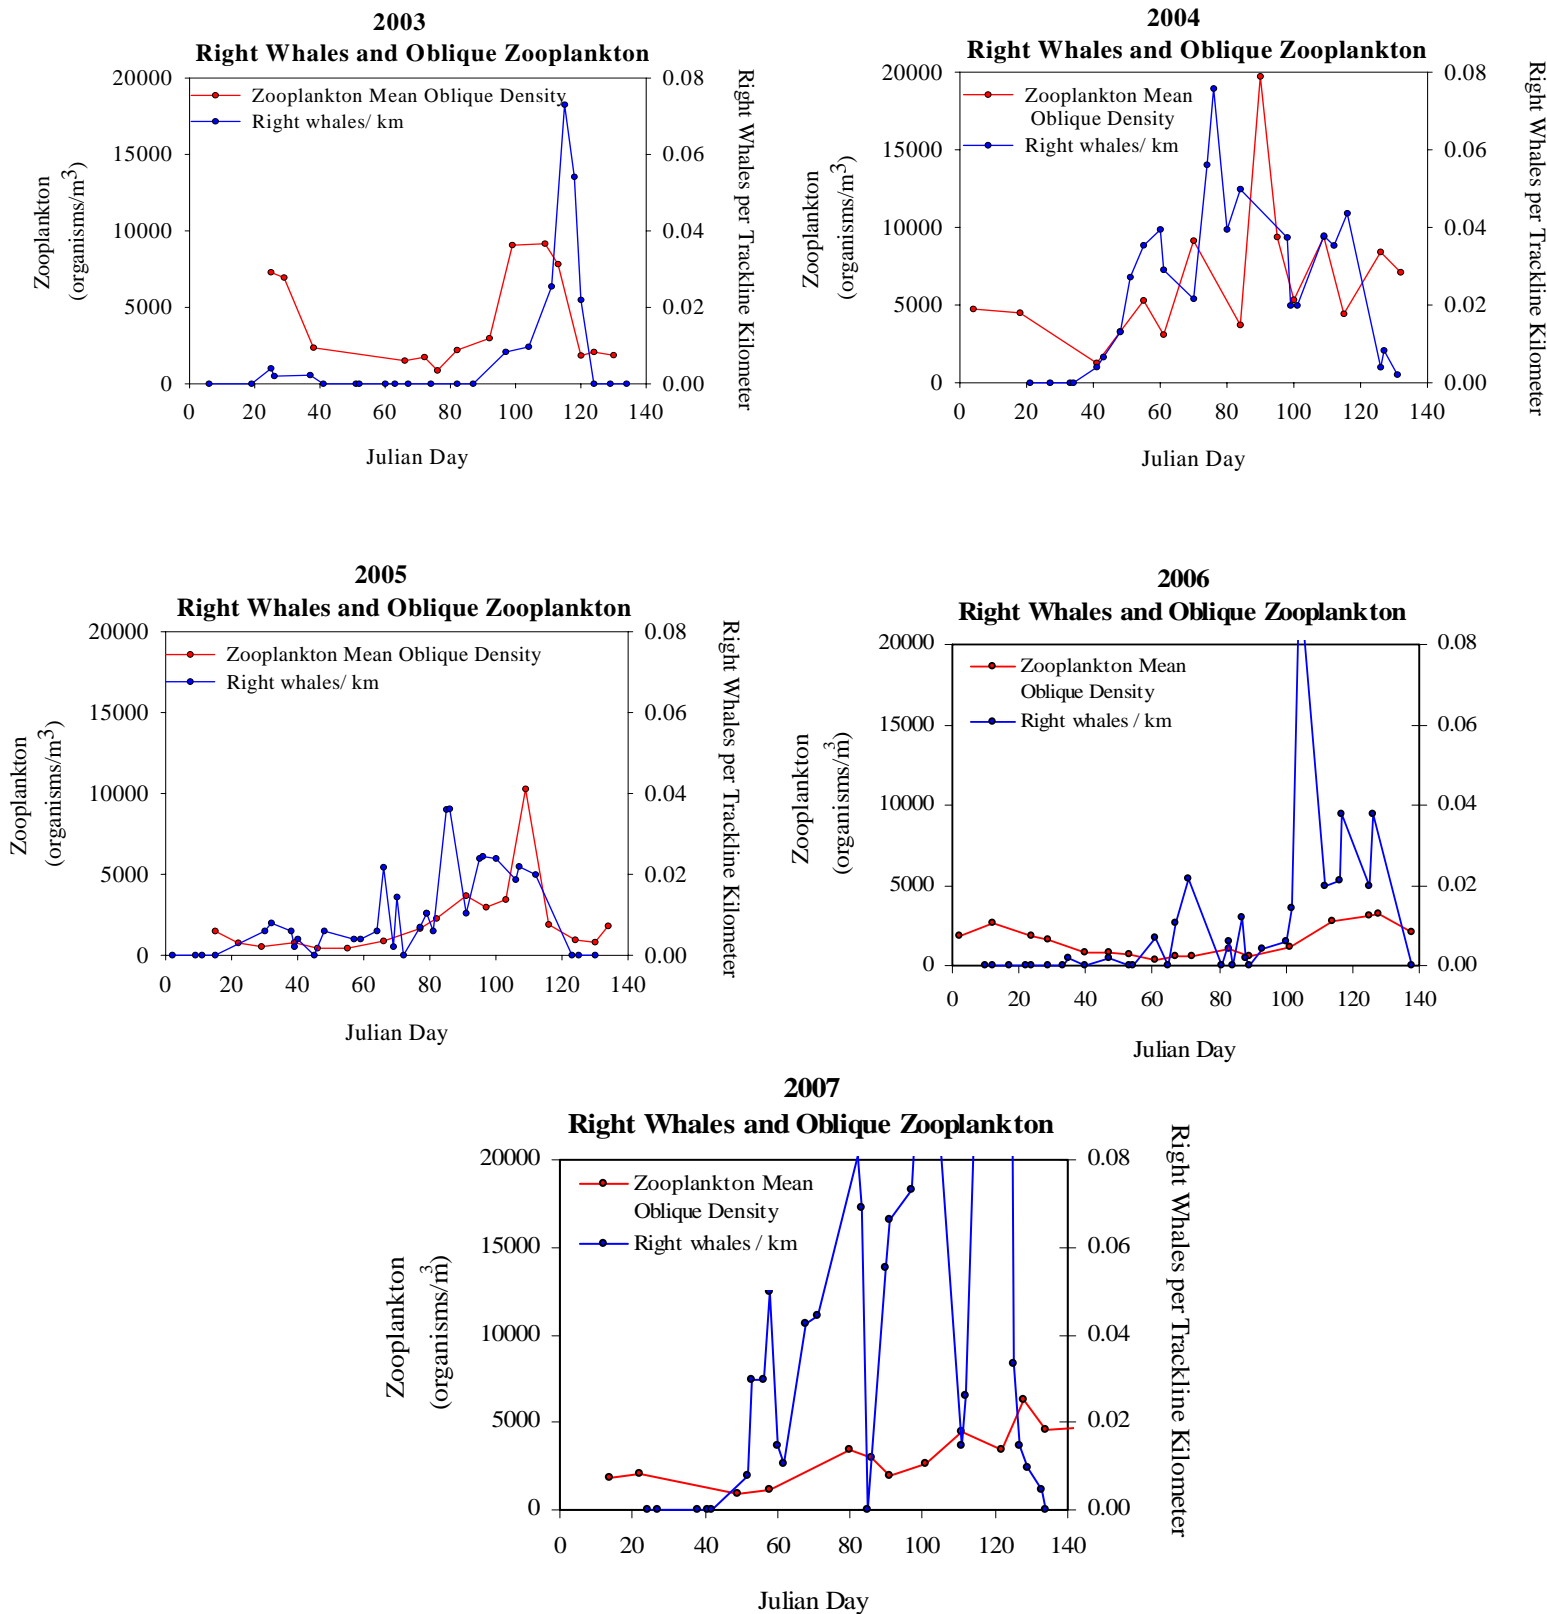 2003
Right Whales and Oblique Zooplankton
20000
15000
10000
5000
0
Zooplankton
(organisms/m³)
Zooplankton Mean Oblique Density
Right whales/ km
0.08
0.06
0.04
0.02
0.00
Right Whales per Trackline Kilometer
0 20 40 60 80 100 120 140
Julian Day
2004
Right Whales and Oblique Zooplankton
20000
15000
10000
5000
0
Zooplankton
(organisms/m³)
Zooplankton Mean
Oblique Density
Right whales/ km
0.08
0.06
0.04
0.02
0.00
Right Whales per Trackline Kilometer
0 20 40 60 80 100 120 140
Julian Day
2005
Right Whales and Oblique Zooplankton
20000
15000
10000
5000
0
Zooplankton
(organisms/m³)
Zooplankton Mean Oblique Density
Right whales/ km
0.08
0.06
0.04
0.02
0.00
Right Whales per Trackline Kilometer
0 20 40 60 80 100 120 140
Julian Day
2006
Right Whales and Oblique Zooplankton
20000
15000
10000
5000
0
Zooplankton
(organisms/m³)
Zooplankton Mean
Oblique Density
Right whales / km
0.08
0.06
0.04
0.02
0.00
0 20 40 60 80 100 120 140
Julian Day
2007
Right Whales and Oblique Zooplankton
20000
15000
10000
5000
0
Zooplankton
(organisms/m³)
Zooplankton Mean
Oblique Density
Right whales / km
0.08
0.06
0.04
0.02
0.00
Right Whales per Trackline Kilometer
0 20 40 60 80 100 120 140
Julian Day